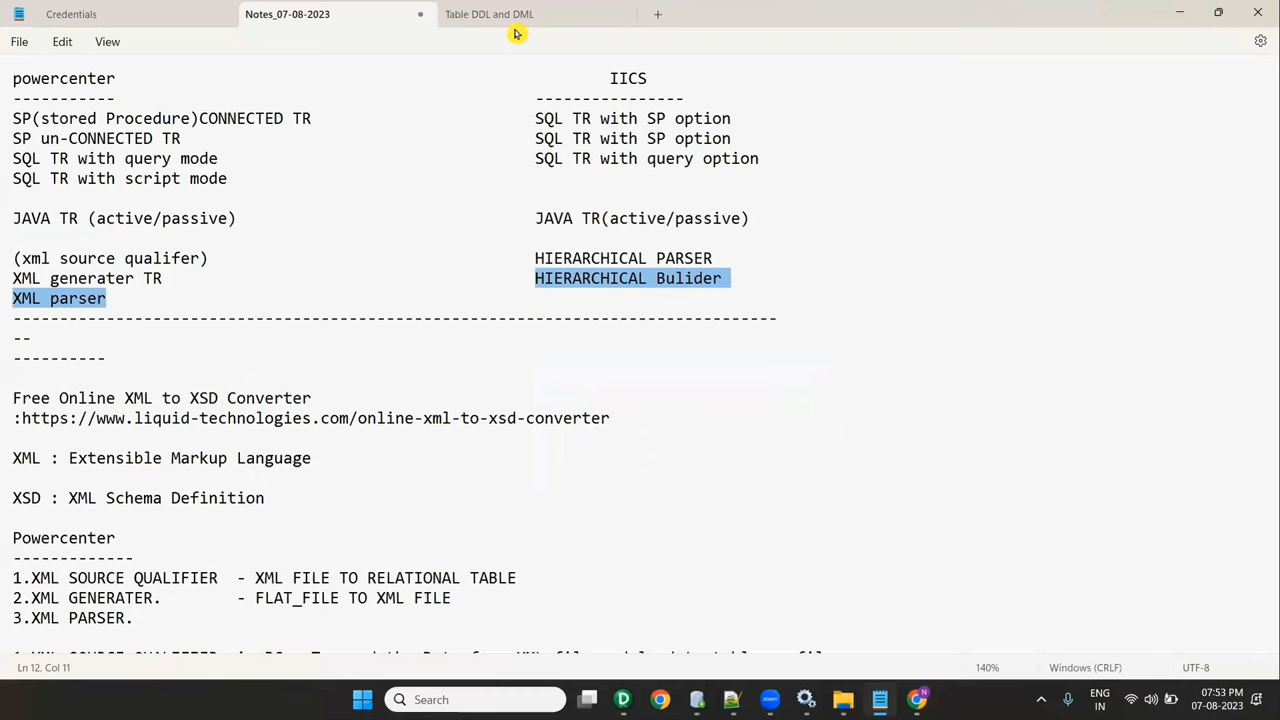 Credentials
Notes_07-08-2023
Table DDL and DML
File
Edit
View
powercenter IICS
----------- ----------------
SP(stored Procedure)CONNECTED TR SQL TR with SP option
SP un-CONNECTED TR SQL TR with SP option
SQL TR with query mode SQL TR with query option
SQL TR with script mode
JAVA TR (active/passive) JAVA TR(active/passive)
(xml source qualifer) HIERARCHICAL PARSER
XML generater TR HIERARCHICAL Bulider
XML parser
----------------------------------------------------------------------------------
--
----------
Free Online XML to XSD Converter
:https://www.liquid-technologies.com/online-xml-to-xsd-converter
XML : Extensible Markup Language
XSD : XML Schema Definition
Powercenter
-------------
1.XML SOURCE QUALIFIER - XML FILE TO RELATIONAL TABLE
2.XML GENERATER. - FLAT_FILE TO XML FILE
3.XML PARSER.
Ln 12, Col 11
140%
Windows (CRLF)
UTF-8
Search
ENG
IN
07:53 PM
07-08-2023